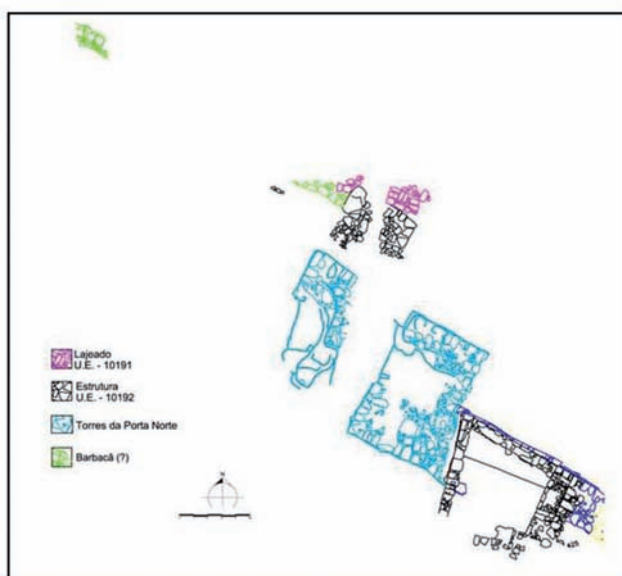 N
Lajeado
U.E. - 10191
Estrutura
U.E. - 10192
Torres da Porta Norte
Barbacã (?)